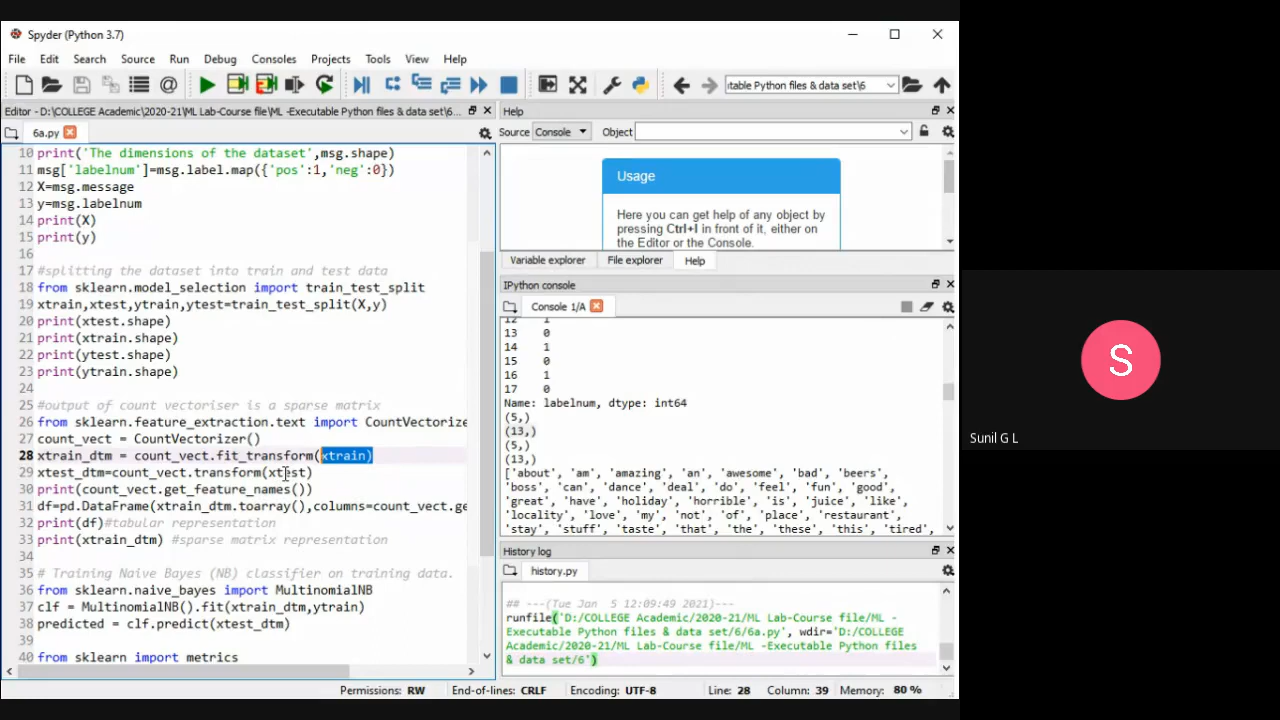 Spyder (Python 3.7)
File Edit Search Source Run Debug Consoles Projects Tools View Help
itable Python files & data set\6
Editor - D:\COLLEGE Academic\2020-21\ML Lab-Course file\ML -Executable Python files & data set\6...
6a.py
10 print('The dimensions of the dataset',msg.shape)
11 msg['labelnum']=msg.label.map({'pos':1,'neg':0})
12 X=msg.message
13 y=msg.labelnum
14 print(X)
15 print(y)
16
17 #splitting the dataset into train and test data
18 from sklearn.model_selection import train_test_split
19 xtrain,xtest,ytrain,ytest=train_test_split(X,y)
20 print(xtest.shape)
21 print(xtrain.shape)
22 print(ytest.shape)
23 print(ytrain.shape)
24
25 #output of count vectoriser is a sparse matrix
26 from sklearn.feature_extraction.text import CountVectorize
27 count_vect = CountVectorizer()
28 xtrain_dtm = count_vect.fit_transform(xtrain)
29 xtest_dtm=count_vect.transform(xtest)
30 print(count_vect.get_feature_names())
31 df=pd.DataFrame(xtrain_dtm.toarray(),columns=count_vect.ge
32 print(df)#tabular representation
33 print(xtrain_dtm) #sparse matrix representation
34
35 # Training Naive Bayes (NB) classifier on training data.
36 from sklearn.naive_bayes import MultinomialNB
37 clf = MultinomialNB().fit(xtrain_dtm,ytrain)
38 predicted = clf.predict(xtest_dtm)
39
40 from sklearn import metrics
Help
Source Console Object
Usage
Here you can get help of any object by
pressing Ctrl+I in front of it, either on
the Editor or the Console.
Variable explorer File explorer Help
IPython console
Console 1/A
12 1
13 0
14 1
15 0
16 1
17 0
Name: labelnum, dtype: int64
(5,)
(13,)
(5,)
(13,)
['about', 'am', 'amazing', 'an', 'awesome', 'bad', 'beers',
'boss', 'can', 'dance', 'deal', 'do', 'feel', 'fun', 'good',
'great', 'have', 'holiday', 'horrible', 'is', 'juice', 'like',
'locality', 'love', 'my', 'not', 'of', 'place', 'restaurant',
'stay', 'stuff', 'taste', 'that', 'the', 'these', 'this', 'tired',
History log
history.py
## ---(Tue Jan  5 12:09:49 2021)---
runfile('D:/COLLEGE Academic/2020-21/ML Lab-Course file/ML -
Executable Python files & data set/6/6a.py', wdir='D:/COLLEGE
Academic/2020-21/ML Lab-Course file/ML -Executable Python files
& data set/6')
Permissions: RW End-of-lines: CRLF Encoding: UTF-8 Line: 28 Column: 39 Memory: 80 %
S
Sunil G L